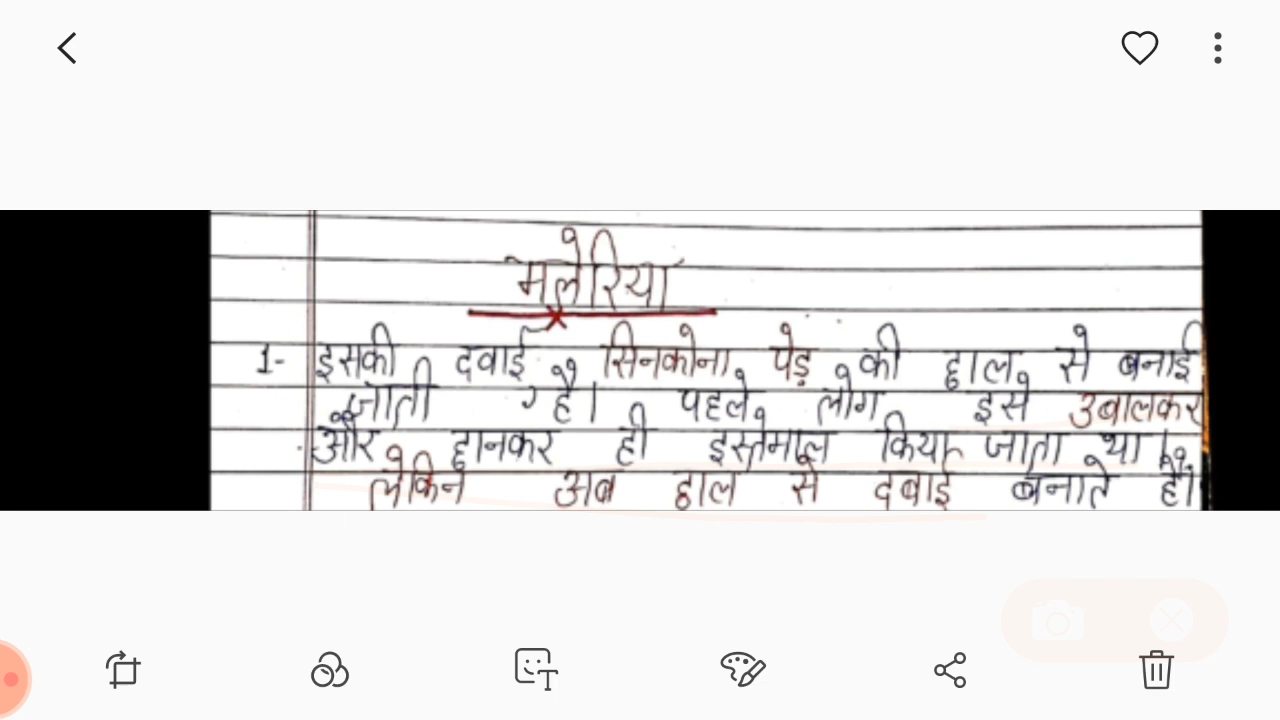 मलेरिया
1- इसकी दवाई सिनकोना पेड़ की छाल से बनाई
जाती है। पहले लोग इसे उबालकर
और छानकर ही इस्तेमाल किया जाता था।
लेकिन अब छाल से दवाई बनाते है।